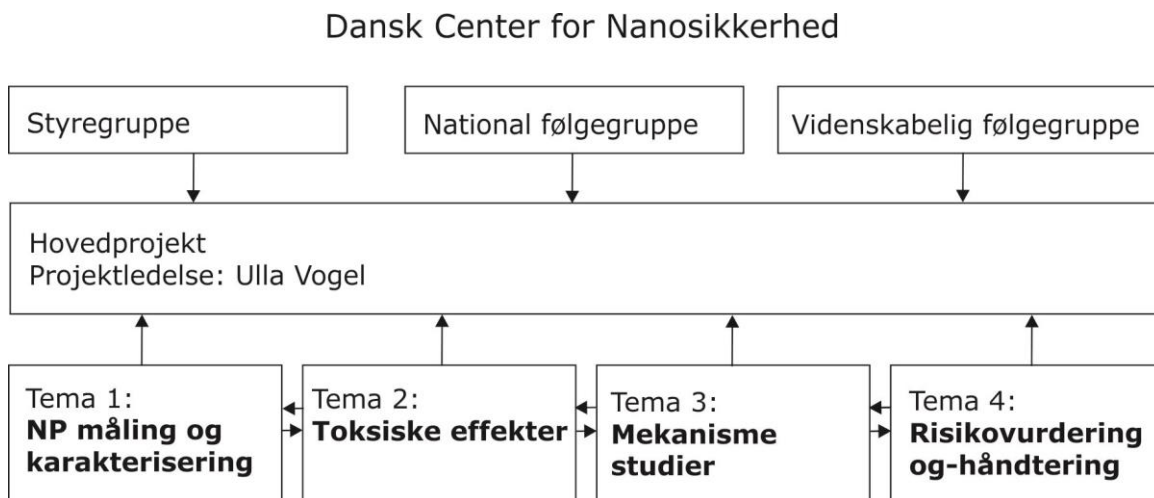 Dansk Center for Nanosikkerhed
Styregruppe
National følgegruppe
Videnskabelig følgegruppe
Hovedprojekt
Projektledelse: Ulla Vogel
Tema 1:
NP måling og
karakterisering
Tema 2:
Toksiske effekter
Tema 3:
Mekanisme
studier
Tema 4:
Risikovurdering
og-håndtering